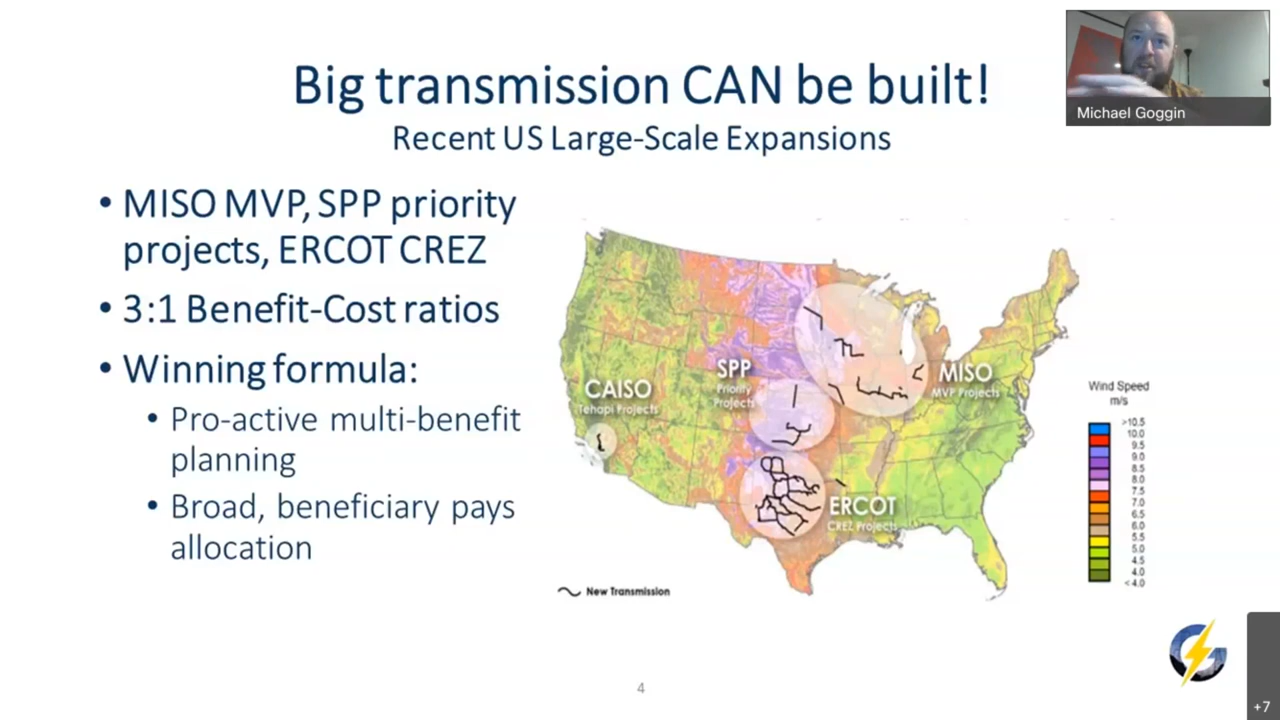 Big transmission CAN be built!
Recent US Large-Scale Expansions
Michael Goggin
• MISO MVP, SPP priority
projects, ERCOT CREZ
• 3:1 Benefit-Cost ratios
• Winning formula:
• Pro-active multi-benefit
planning
• Broad, beneficiary pays
allocation
CAISO
Tehapi Projects
SPP
Priority
Projects
MISO
MVP Projects
ERCOT
CREZ Projects
New Transmission
Wind Speed
m/s
>10.5
10.0
9.5
9.0
8.5
8.0
7.5
7.0
6.5
6.0
5.5
5.0
4.5
4.0
< 4.0
4
+7